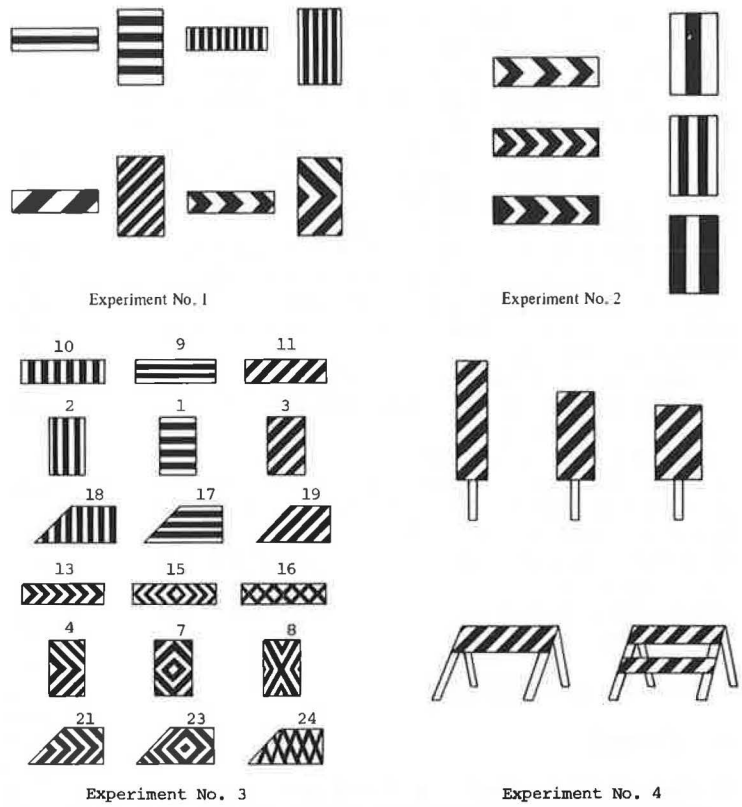 Experiment No. 1
Experiment No. 2
10 9 11
2 1 3
18 17 19
13 15 16
4 7 8
21 23 24
Experiment No. 3
Experiment No. 4